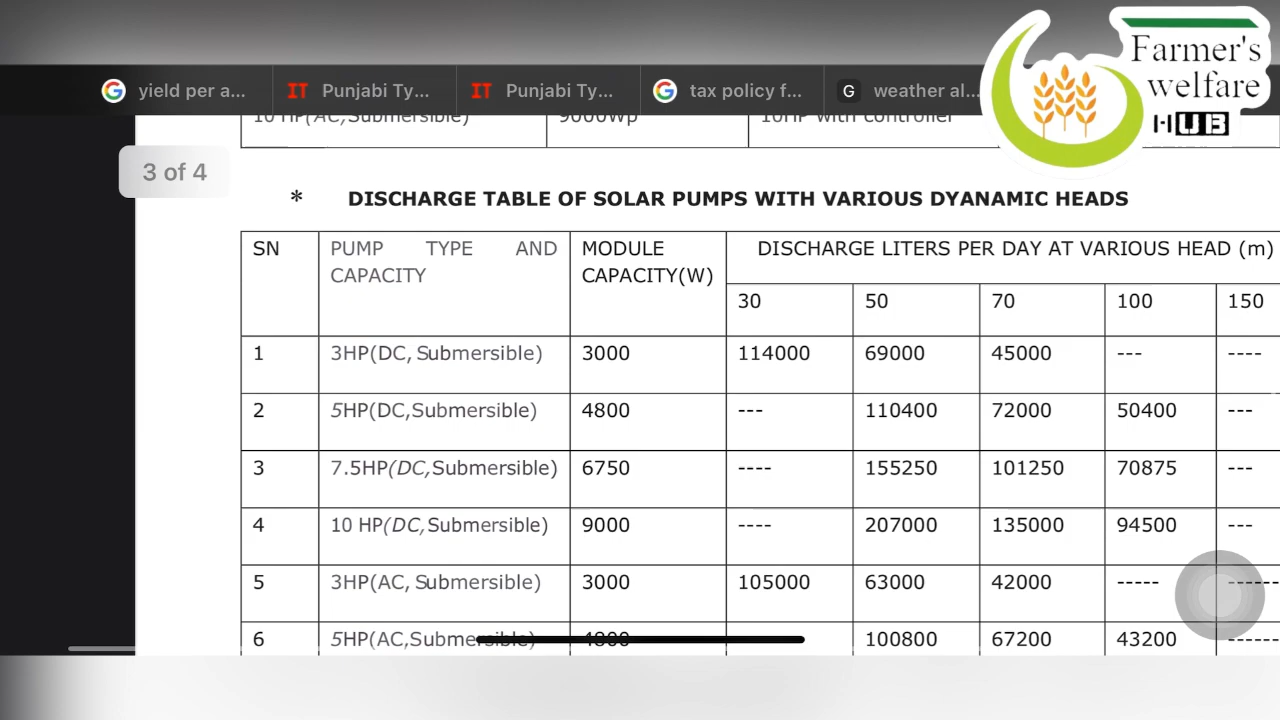 Farmer's
welfare
HUB
yield per a...
IT Punjabi Ty...
IT Punjabi Ty...
tax policy f...
G weather al...
10 HP(AC,Submersible) 9000Wp 10HP with controller
3 of 4
* DISCHARGE TABLE OF SOLAR PUMPS WITH VARIOUS DYANAMIC HEADS
SN PUMP TYPE AND MODULE DISCHARGE LITERS PER DAY AT VARIOUS HEAD (m)
CAPACITY CAPACITY(W)
30 50 70 100 150
1 3HP(DC, Submersible) 3000 114000 69000 45000 --- ----
2 5HP(DC,Submersible) 4800 --- 110400 72000 50400 ---
3 7.5HP(DC,Submersible) 6750 ---- 155250 101250 70875 ---
4 10 HP(DC,Submersible) 9000 ---- 207000 135000 94500 ---
5 3HP(AC, Submersible) 3000 105000 63000 42000 ----- ------
6 5HP(AC,Submersible) 4800 100800 67200 43200 ------